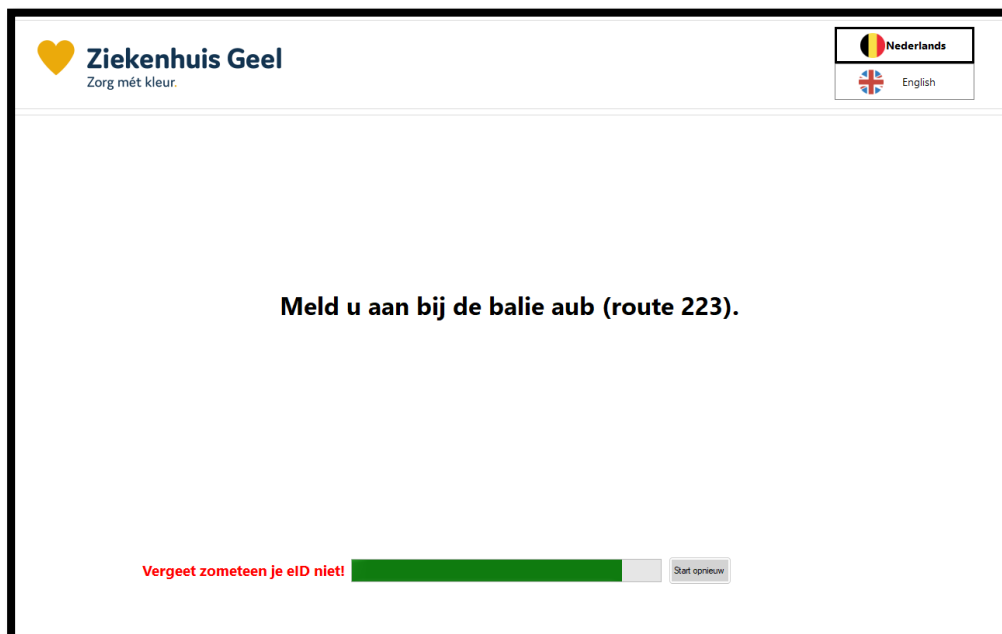 Ziekenhuis Geel
Zorg mét kleur.
Nederlands
English
Meld u aan bij de balie aub (route 223).
Vergeet zometeen je eID niet!
Start opnieuw